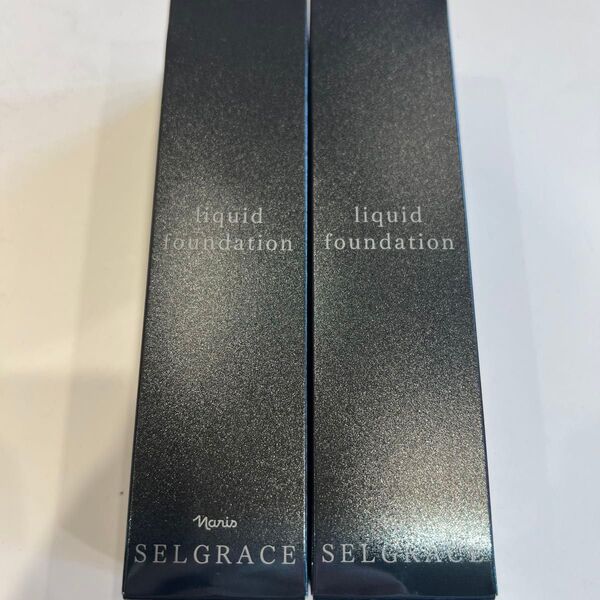 liquid
foundation
Naris
SELGRACE
liquid
foundation
SELGRACE